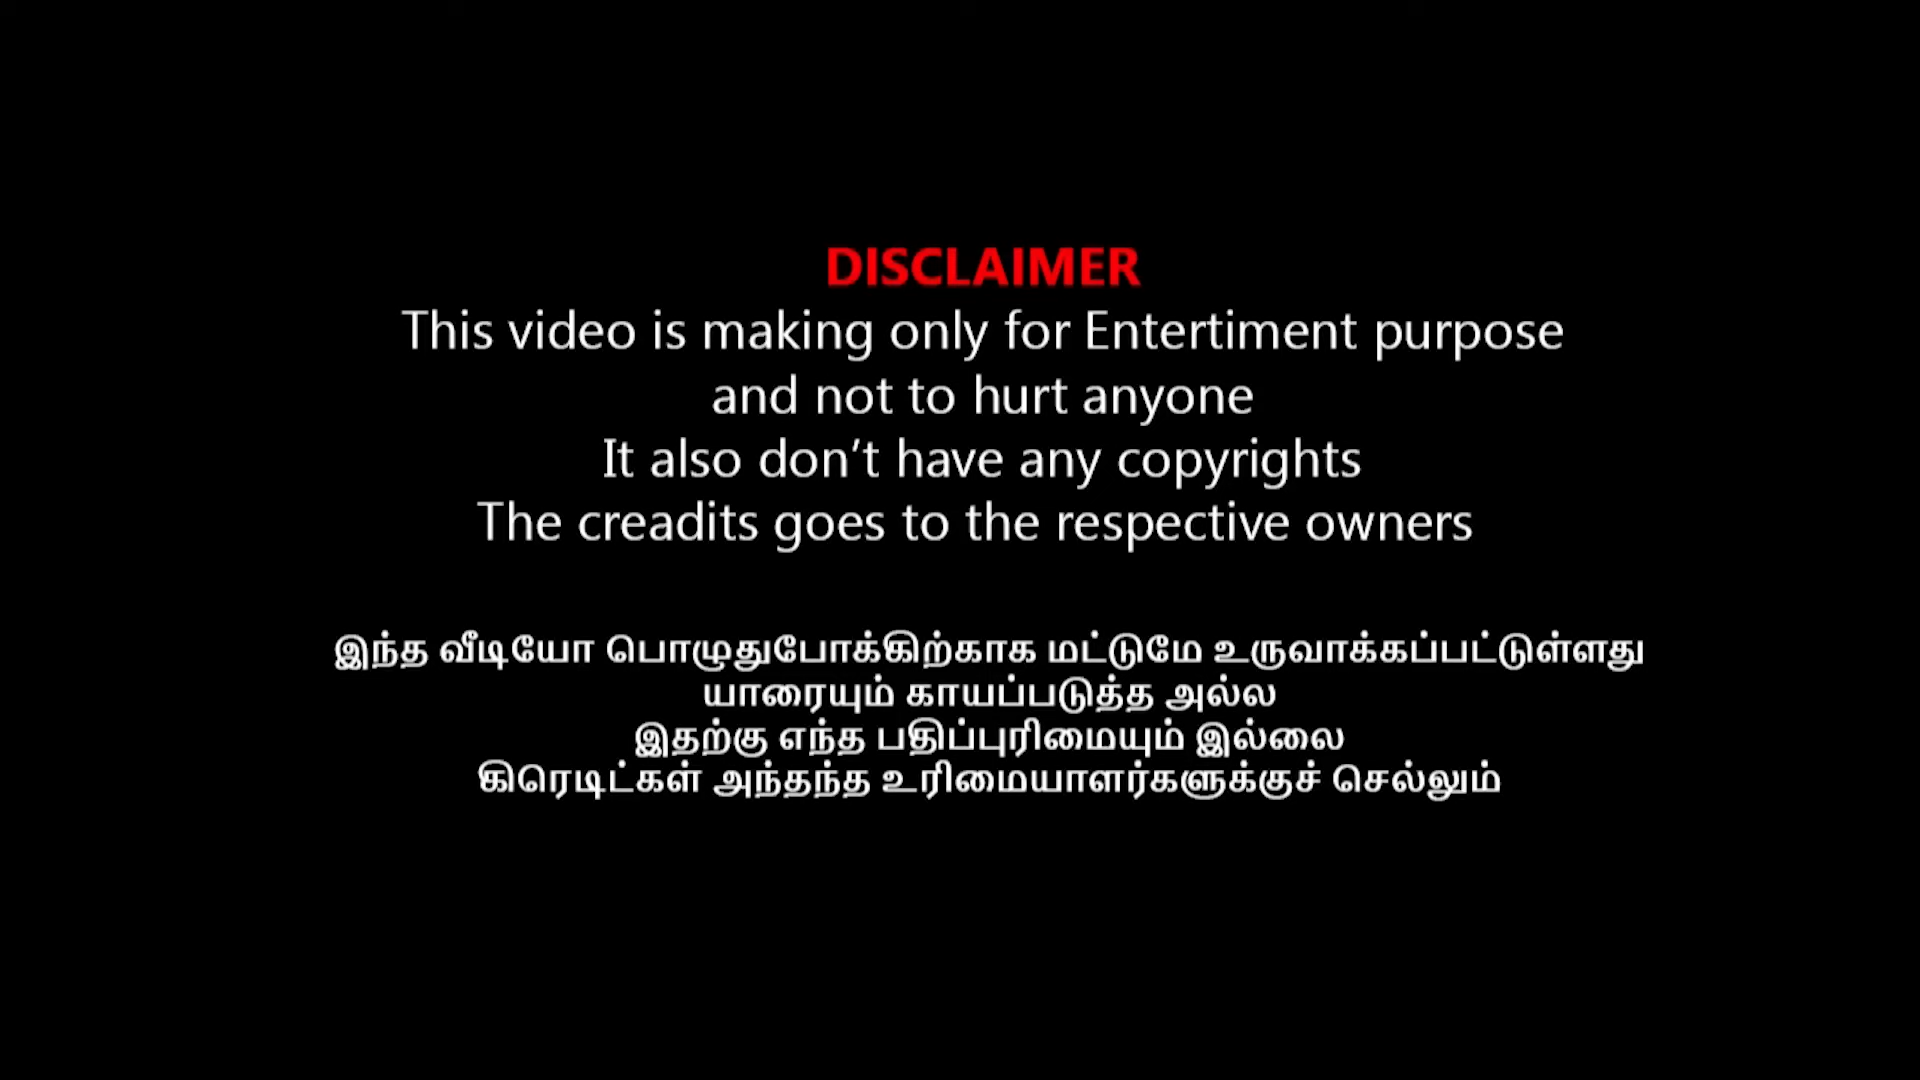 DISCLAIMER
This video is making only for Entertiment purpose
and not to hurt anyone
It also don’t have any copyrights
The creadits goes to the respective owners
இந்த வீடியோ பொழுதுபோக்கிற்காக மட்டுமே உருவாக்கப்பட்டுள்ளது
யாரையும் காயப்படுத்த அல்ல
இதற்கு எந்த பதிப்புரிமையும் இல்லை
கிரெடிட்கள் அந்தந்த உரிமையாளர்களுக்குச் செல்லும்